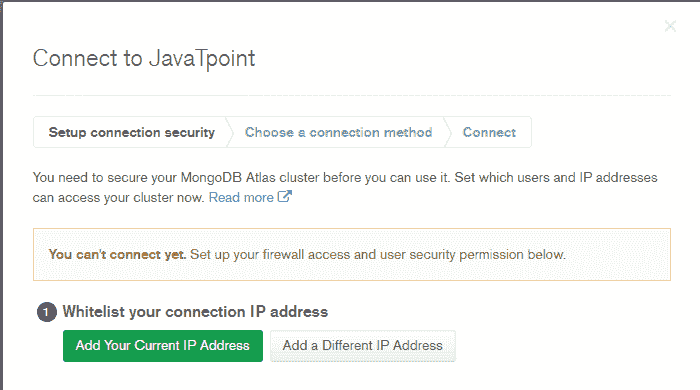 Connect to JavaTpoint
Setup connection security Choose a connection method Connect
You need to secure your MongoDB Atlas cluster before you can use it. Set which users and IP addresses
can access your cluster now. Read more
You can't connect yet. Set up your firewall access and user security permission below.
1 Whitelist your connection IP address
Add Your Current IP Address Add a Different IP Address